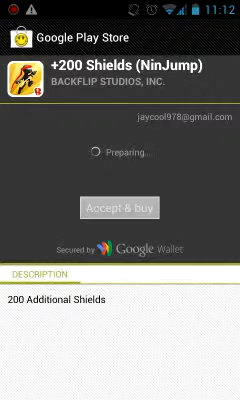 11:12
Google Play Store
+200 Shields (NinJump)
BACKFLIP STUDIOS, INC.
jaycool978@gmail.com
Preparing...
Accept & buy
Secured by Google Wallet
DESCRIPTION
200 Additional Shields